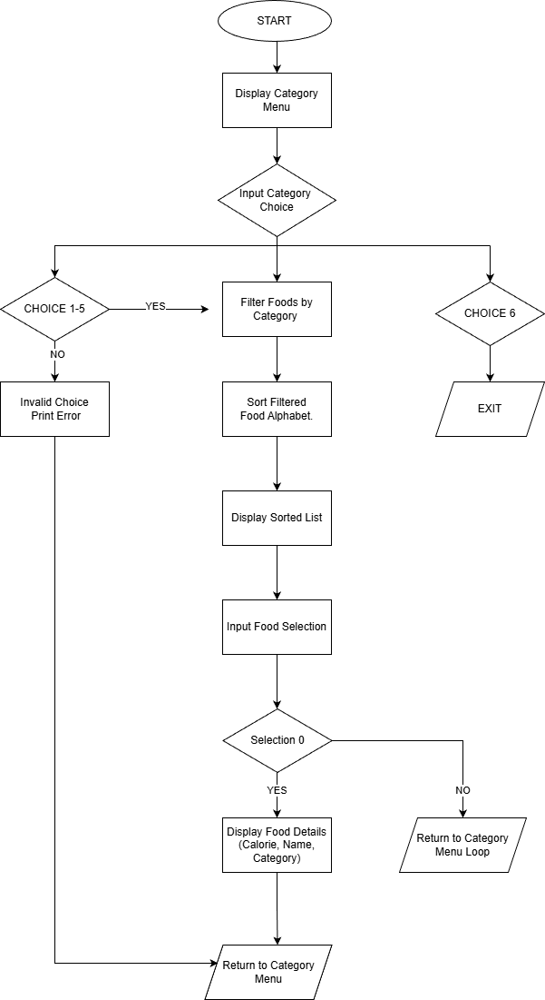 START
Display Category
Menu
Input Category
Choice
CHOICE 1-5
YES
Filter Foods by
Category
CHOICE 6
NO
Invalid Choice
Print Error
Sort Filtered
Food Alphabet.
EXIT
Display Sorted List
Input Food Selection
Selection 0
YES
NO
Display Food Details
(Calorie, Name,
Category)
Return to Category
Menu Loop
Return to Category
Menu